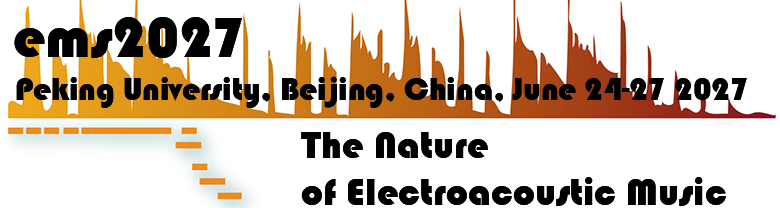 ems2027
Peking University, Beijing, China, June 24-27 2027
The Nature
of Electroacoustic Music